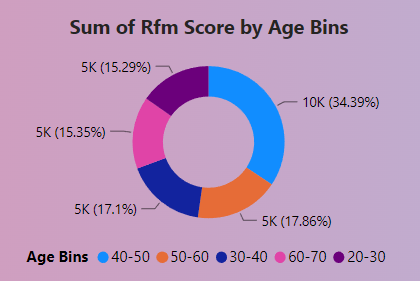 Sum of Rfm Score by Age Bins
5K (15.29%)
10K (34.39%)
5K (15.35%)
5K (17.1%)
5K (17.86%)
Age Bins 40-50 50-60 30-40 60-70 20-30